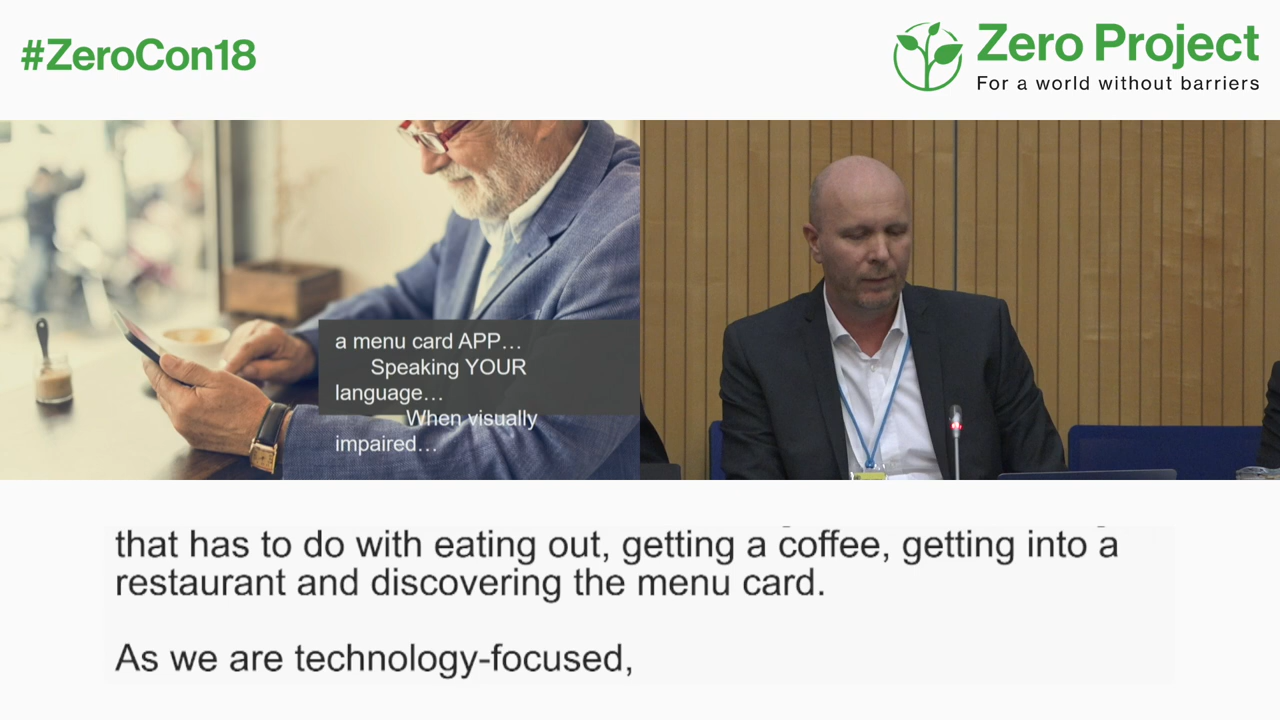 #ZeroCon18
Zero Project
For a world without barriers
a menu card APP…
Speaking YOUR
language…
When visually
impaired…
that has to do with eating out, getting a coffee, getting into a
restaurant and discovering the menu card.
As we are technology-focused,